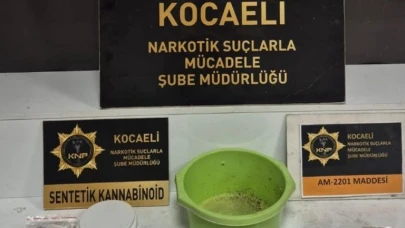 KOCAELİ
NARKOTİK SUÇLARLA
MÜCADELE
ŞUBE MÜDÜRLÜĞÜ
KNP
KOCAELİ
NARKOTİK SUÇLARLA
MÜCADELE
ŞUBE MÜDÜRLÜĞÜ
SENTETİK KANNABİNOİD
KNP
KOCAELİ
NARKOTİK SUÇLARLA
MÜCADELE
ŞUBE MÜDÜRLÜĞÜ
AM-2201 MADDESİ